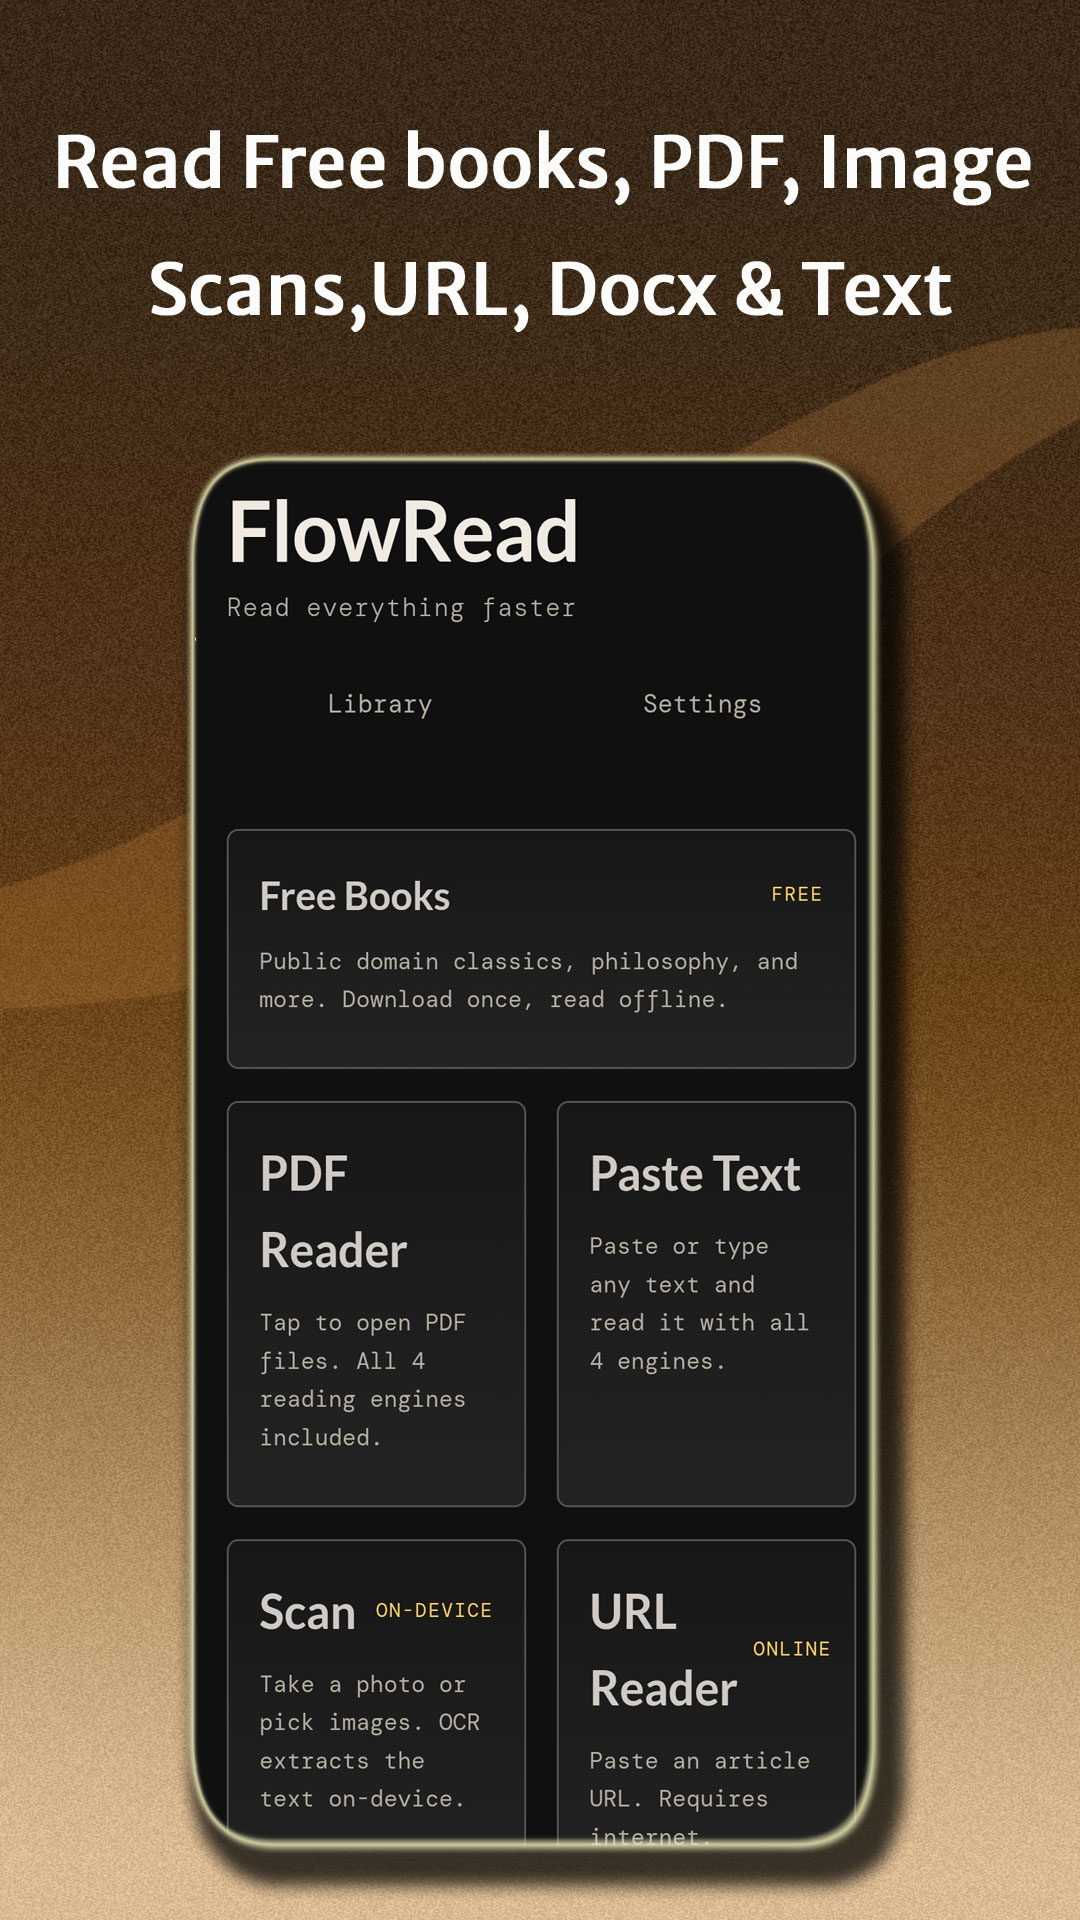 Read Free books, PDF, Image
Scans,URL, Docx & Text
FlowRead
Read everything faster
Library
Settings
Free Books
FREE
Public domain classics, philosophy, and
more. Download once, read offline.
PDF
Reader
Tap to open PDF
files. All 4
reading engines
included.
Paste Text
Paste or type
any text and
read it with all
4 engines.
Scan
ON-DEVICE
Take a photo or
pick images. OCR
extracts the
text on-device.
URL
Reader
ONLINE
Paste an article
URL. Requires
internet.